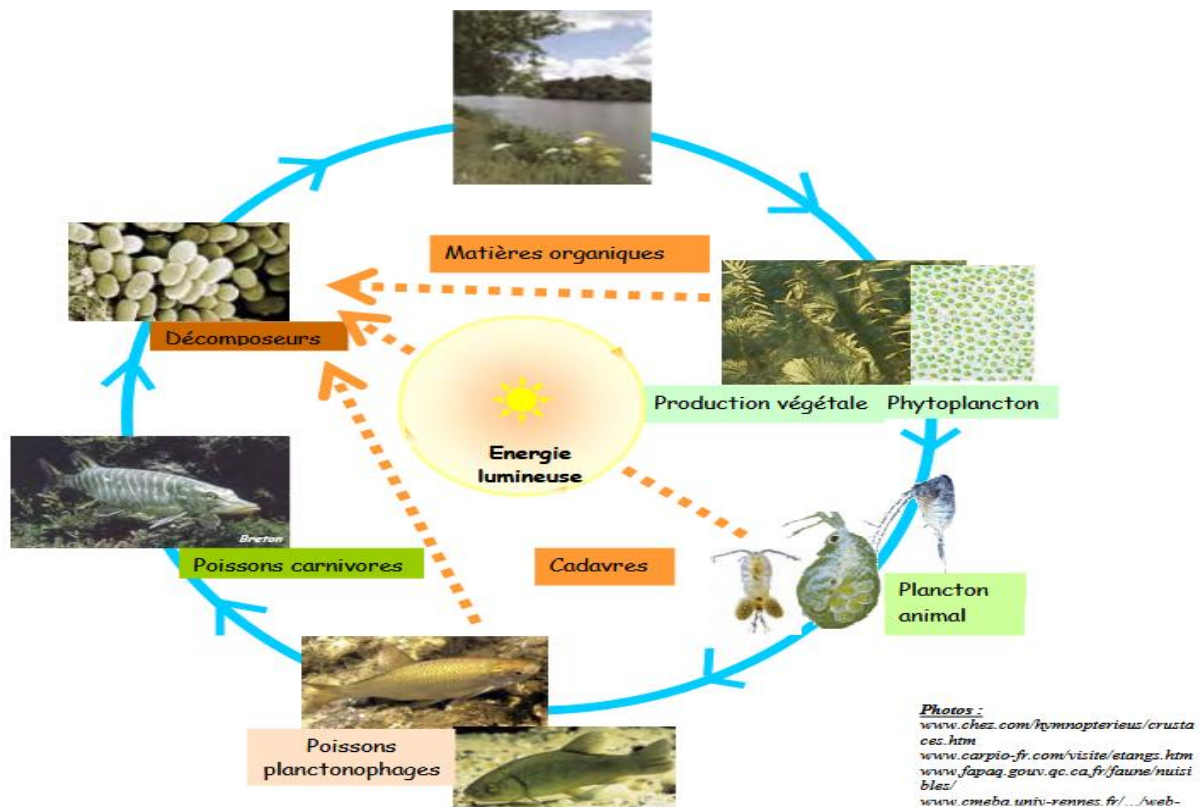 Matières organiques
Décomposeurs
Production végétale
Phytoplancton
Energie
lumineuse
Breton
Poissons carnivores
Cadavres
Plancton
animal
Poissons
planctonophages
Photos :
www.chez.com/hymnopterieus/crusta
ces.htm
www.carpio-fr.com/visite/etangs.htm
www.fapaq.gouv.qc.ca.fr/faune/nuisi
bles/
www.cmeba.univ-rennes.fr/.../web-